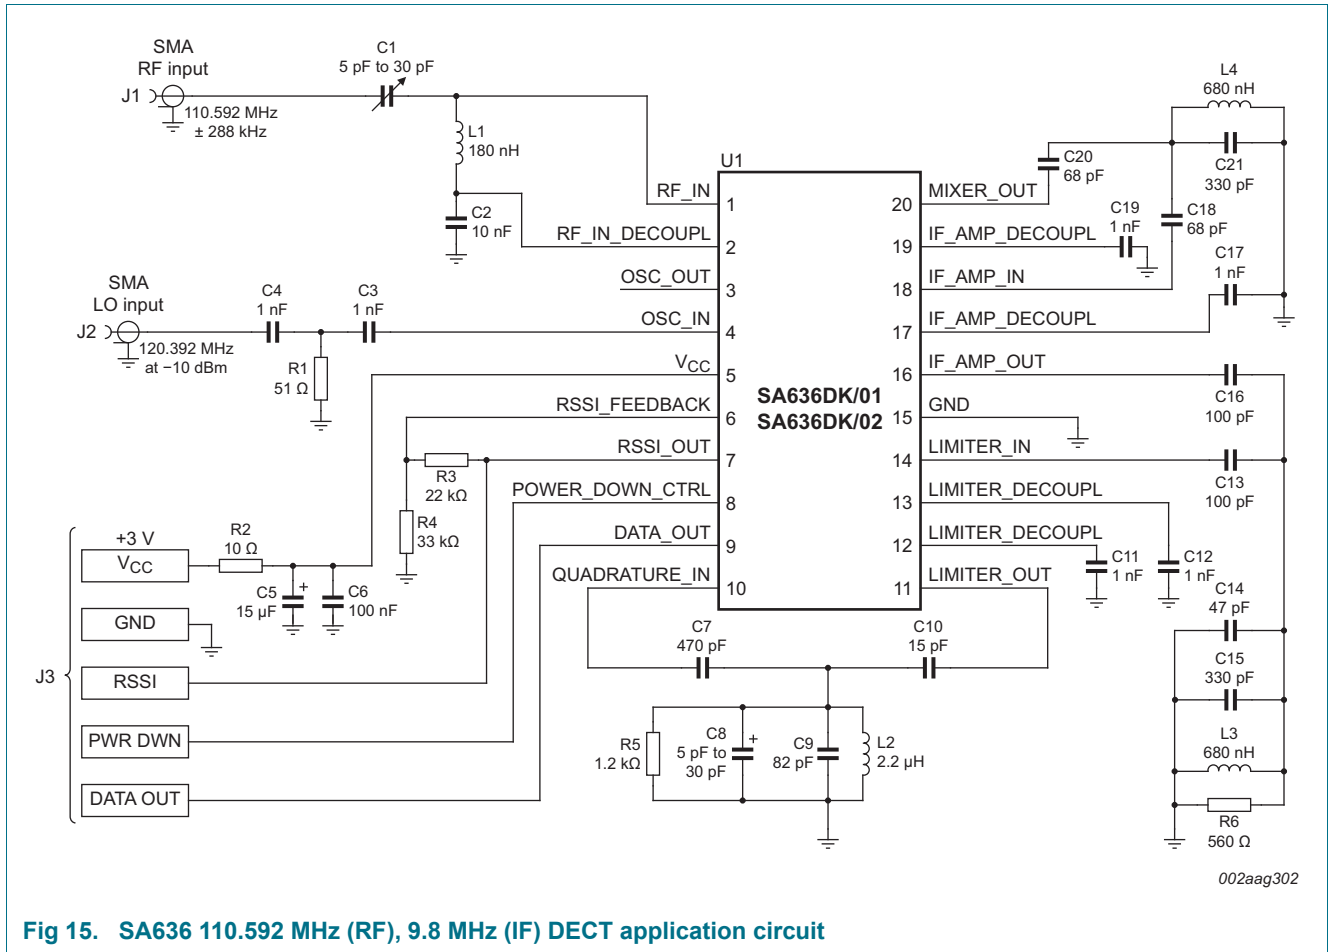 SMA
RF input
J1
110.592 MHz
± 288 kHz
C1
5 pF to 30 pF
L1
180 nH
C2
10 nF
SMA
LO input
J2
120.392 MHz
at −10 dBm
C4
1 nF
C3
1 nF
R1
51 Ω
U1
RF_IN
1
RF_IN_DECOUPL
2
OSC_OUT
3
OSC_IN
4
VCC
5
RSSI_FEEDBACK
6
RSSI_OUT
7
POWER_DOWN_CTRL
8
DATA_OUT
9
QUADRATURE_IN
10
SA636DK/01
SA636DK/02
20
MIXER_OUT
19
IF_AMP_DECOUPL
18
IF_AMP_IN
17
IF_AMP_DECOUPL
16
IF_AMP_OUT
15
GND
14
LIMITER_IN
13
LIMITER_DECOUPL
12
LIMITER_DECOUPL
11
LIMITER_OUT
L4
680 nH
C20
68 pF
C21
330 pF
C19
1 nF
C18
68 pF
C17
1 nF
C16
100 pF
C13
100 pF
C11
1 nF
C12
1 nF
C14
47 pF
C15
330 pF
L3
680 nH
R6
560 Ω
R3
22 kΩ
R4
33 kΩ
J3
+3 V
VCC
GND
RSSI
PWR DWN
DATA OUT
R2
10 Ω
C5
15 μF
+
C6
100 nF
C7
470 pF
C10
15 pF
R5
1.2 kΩ
C8
5 pF to
30 pF
+
C9
82 pF
L2
2.2 μH
002aag302
Fig 15. SA636 110.592 MHz (RF), 9.8 MHz (IF) DECT application circuit